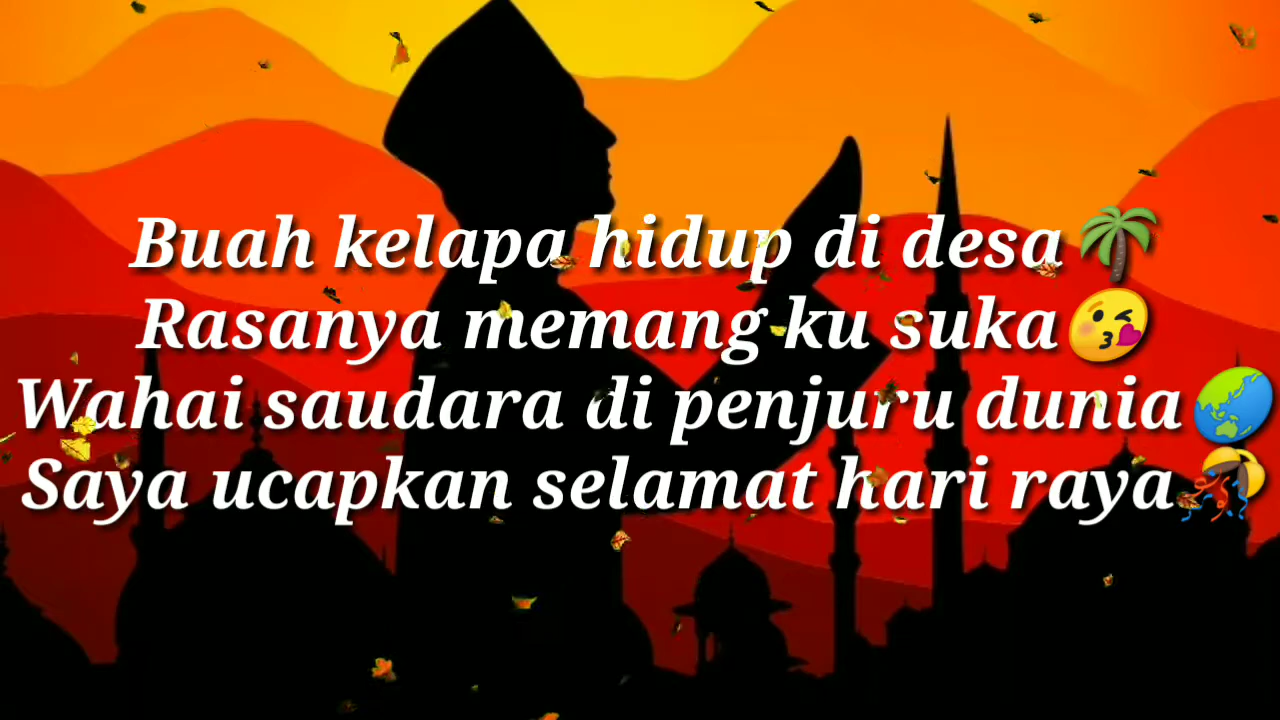 Buah kelapa hidup di desa🌴
Rasanya memang ku suka😘
Wahai saudara di penjuru dunia🌏
Saya ucapkan selamat hari raya🎊